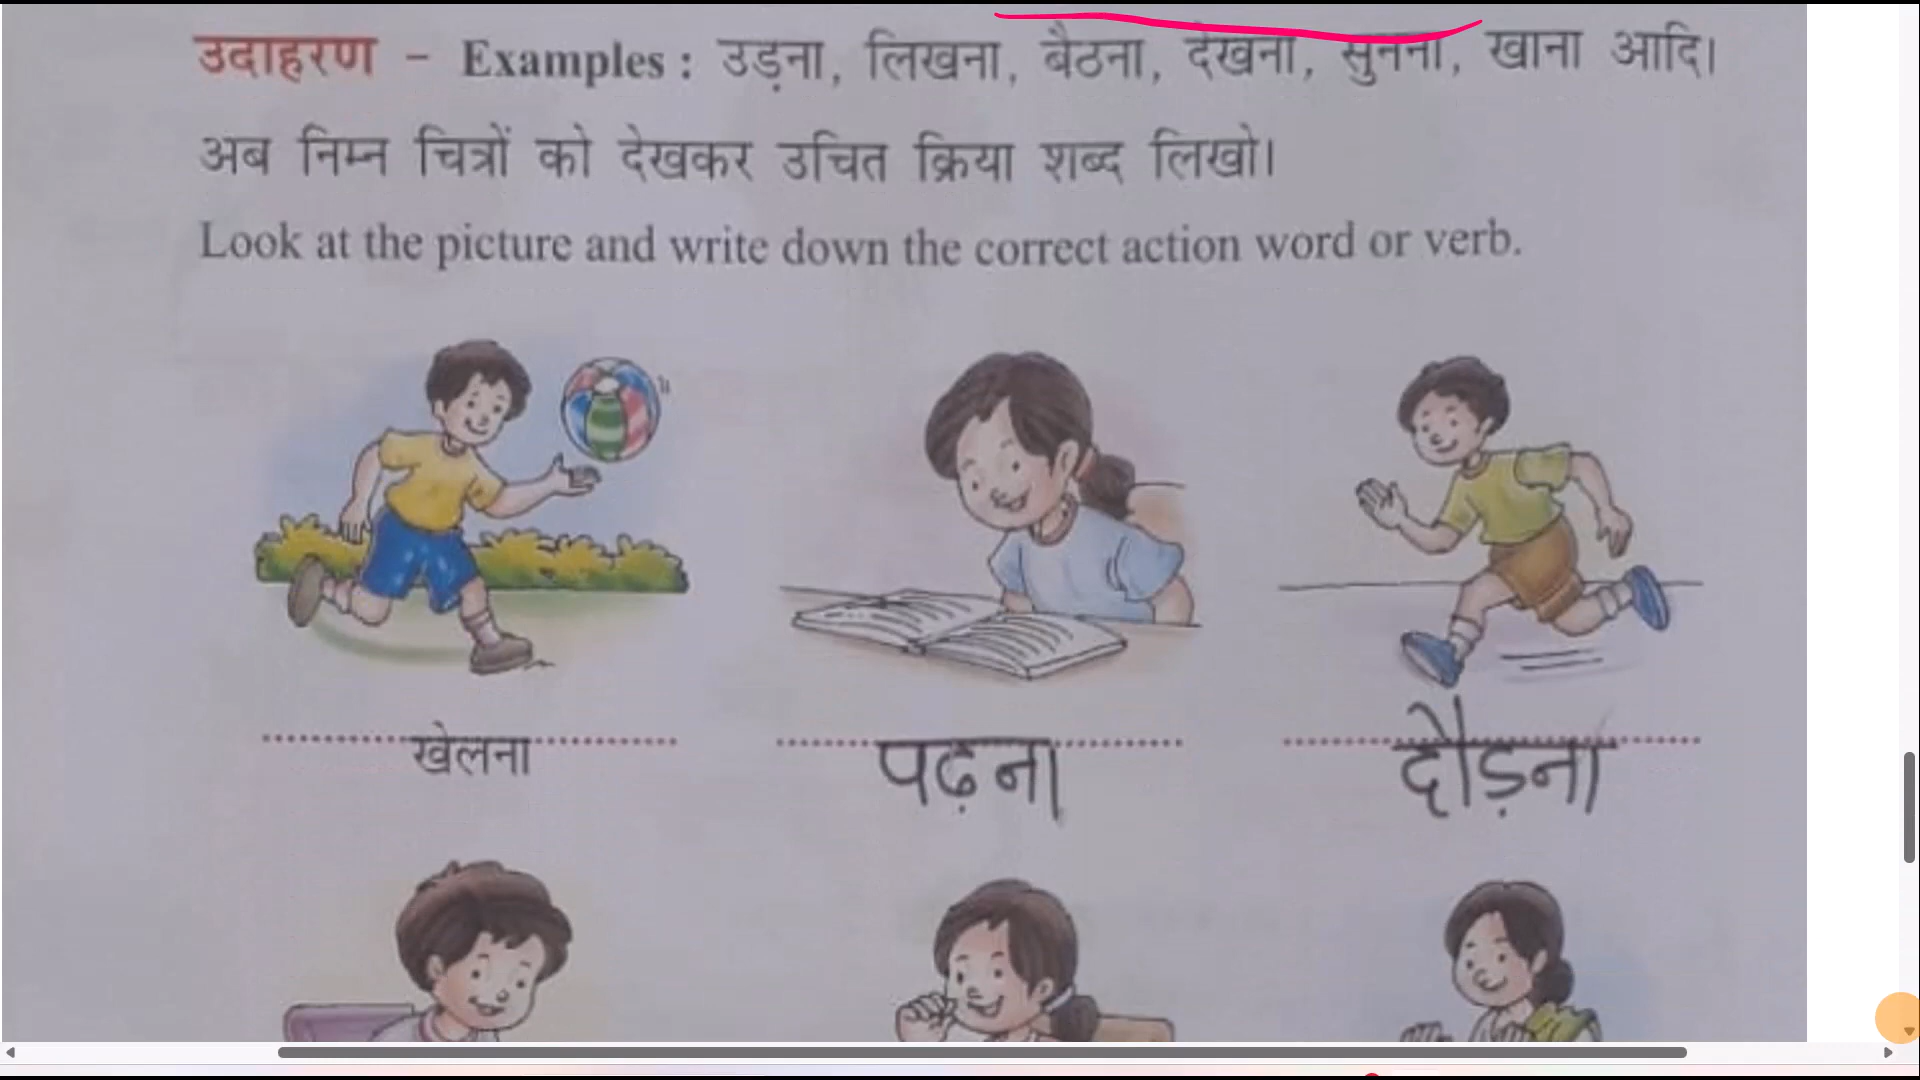 उदाहरण - Examples : उड़ना, लिखना, बैठना, देखना, सुनना, खाना आदि।
अब निम्न चित्रों को देखकर उचित क्रिया शब्द लिखो।
Look at the picture and write down the correct action word or verb.
खेलना पढ़ना दौड़ना